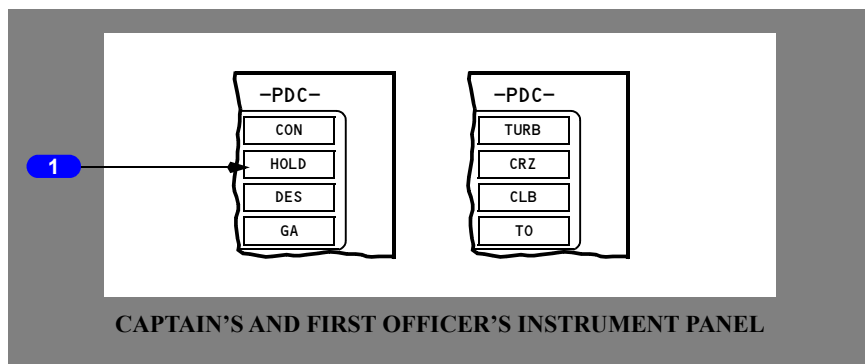 -PDC-
CON
HOLD
DES
GA
-PDC-
TURB
CRZ
CLB
TO
1
CAPTAIN'S AND FIRST OFFICER'S INSTRUMENT PANEL